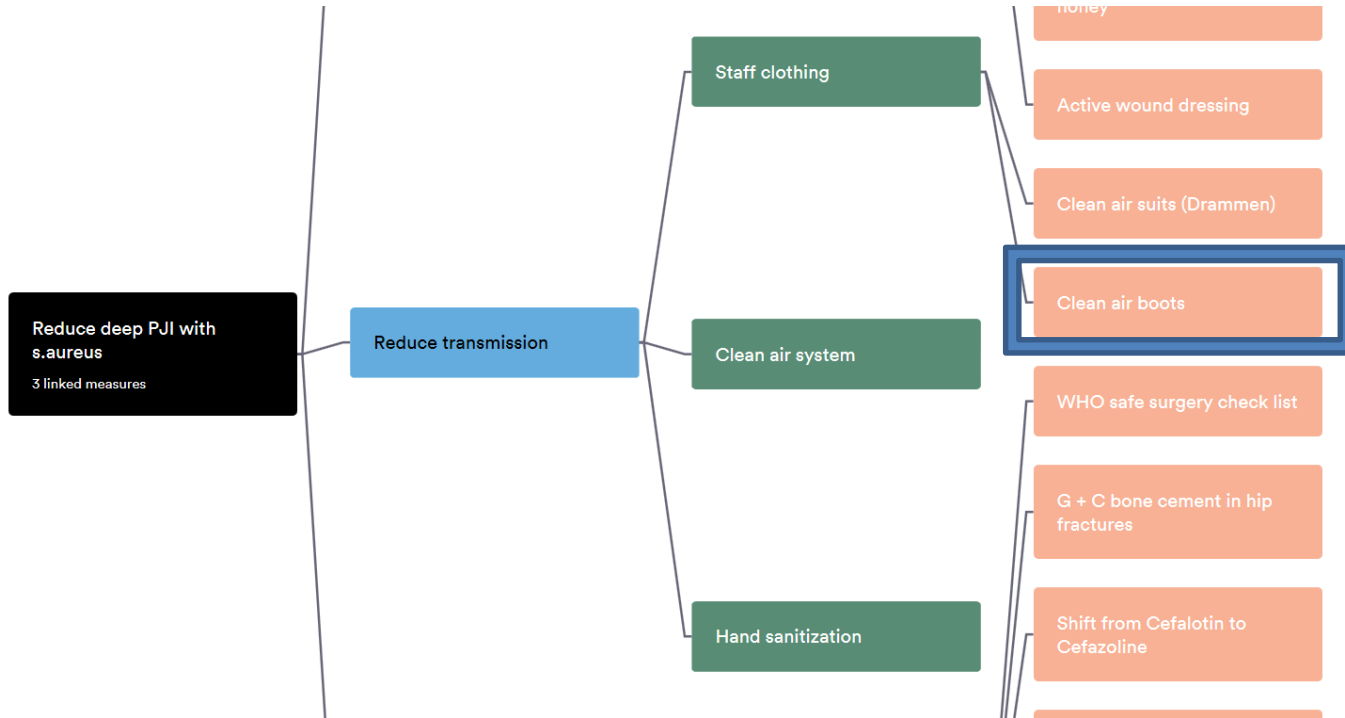 Reduce deep PJI with
s.aureus
3 linked measures
Reduce transmission
Staff clothing
Clean air system
Hand sanitization
honey
Active wound dressing
Clean air suits (Drammen)
Clean air boots
WHO safe surgery check list
G + C bone cement in hip
fractures
Shift from Cefalotin to
Cefazoline